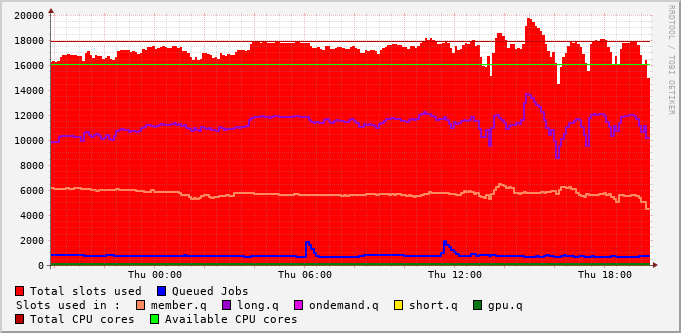 20000
18000
16000
14000
12000
10000
8000
6000
4000
2000
0
Thu 00:00 Thu 06:00 Thu 12:00 Thu 18:00
RRDTOOL / TOBI OETIKER
Total slots used Queued Jobs
Slots used in : member.q long.q ondemand.q short.q gpu.q
Total CPU cores Available CPU cores